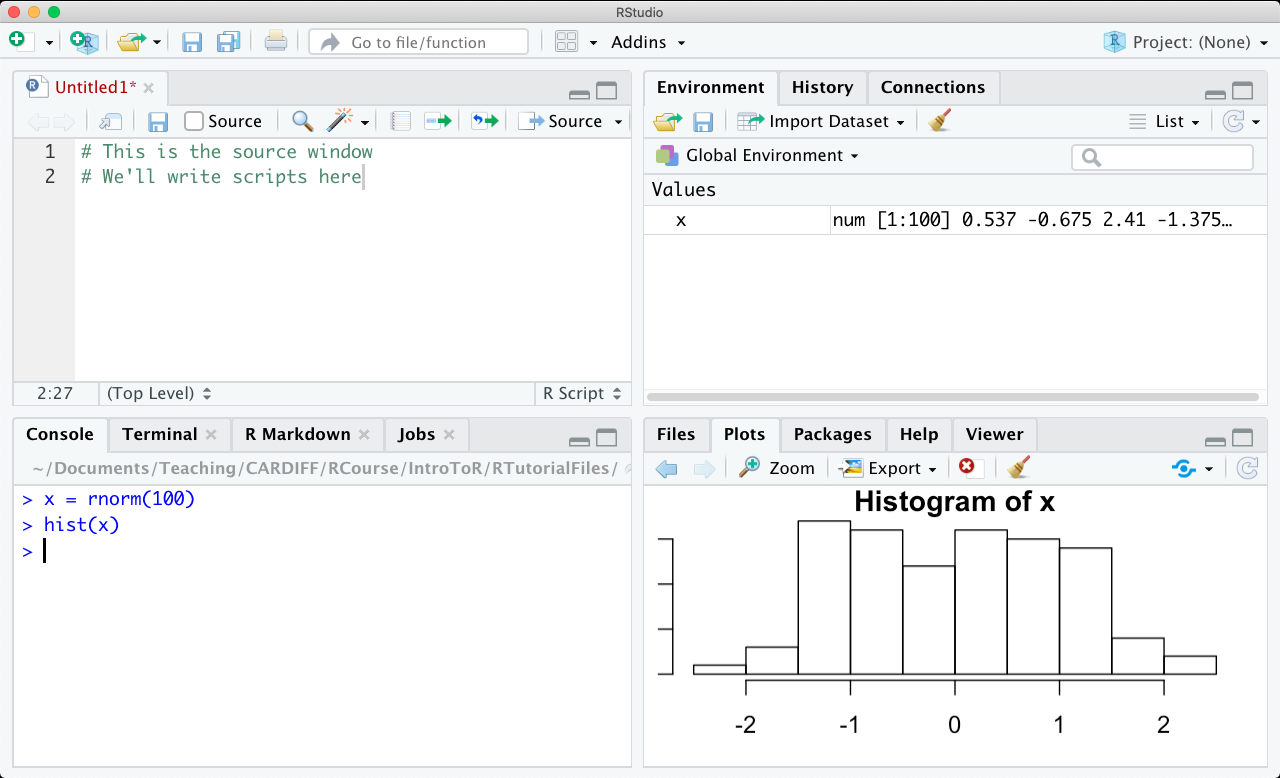 RStudio
Go to file/function
Addins
Project: (None)
Untitled1*
Source
Source
1 # This is the source window
2 # We'll write scripts here
2:27 (Top Level) R Script
Environment History Connections
Import Dataset
List
Global Environment
Values
x num [1:100] 0.537 -0.675 2.41 -1.375…
Console Terminal R Markdown Jobs
~/Documents/Teaching/CARDIFF/RCourse/IntroToR/RTutorialFiles/
> x = rnorm(100)
> hist(x)
>
Files Plots Packages Help Viewer
Zoom Export
Histogram of x
-2 -1 0 1 2